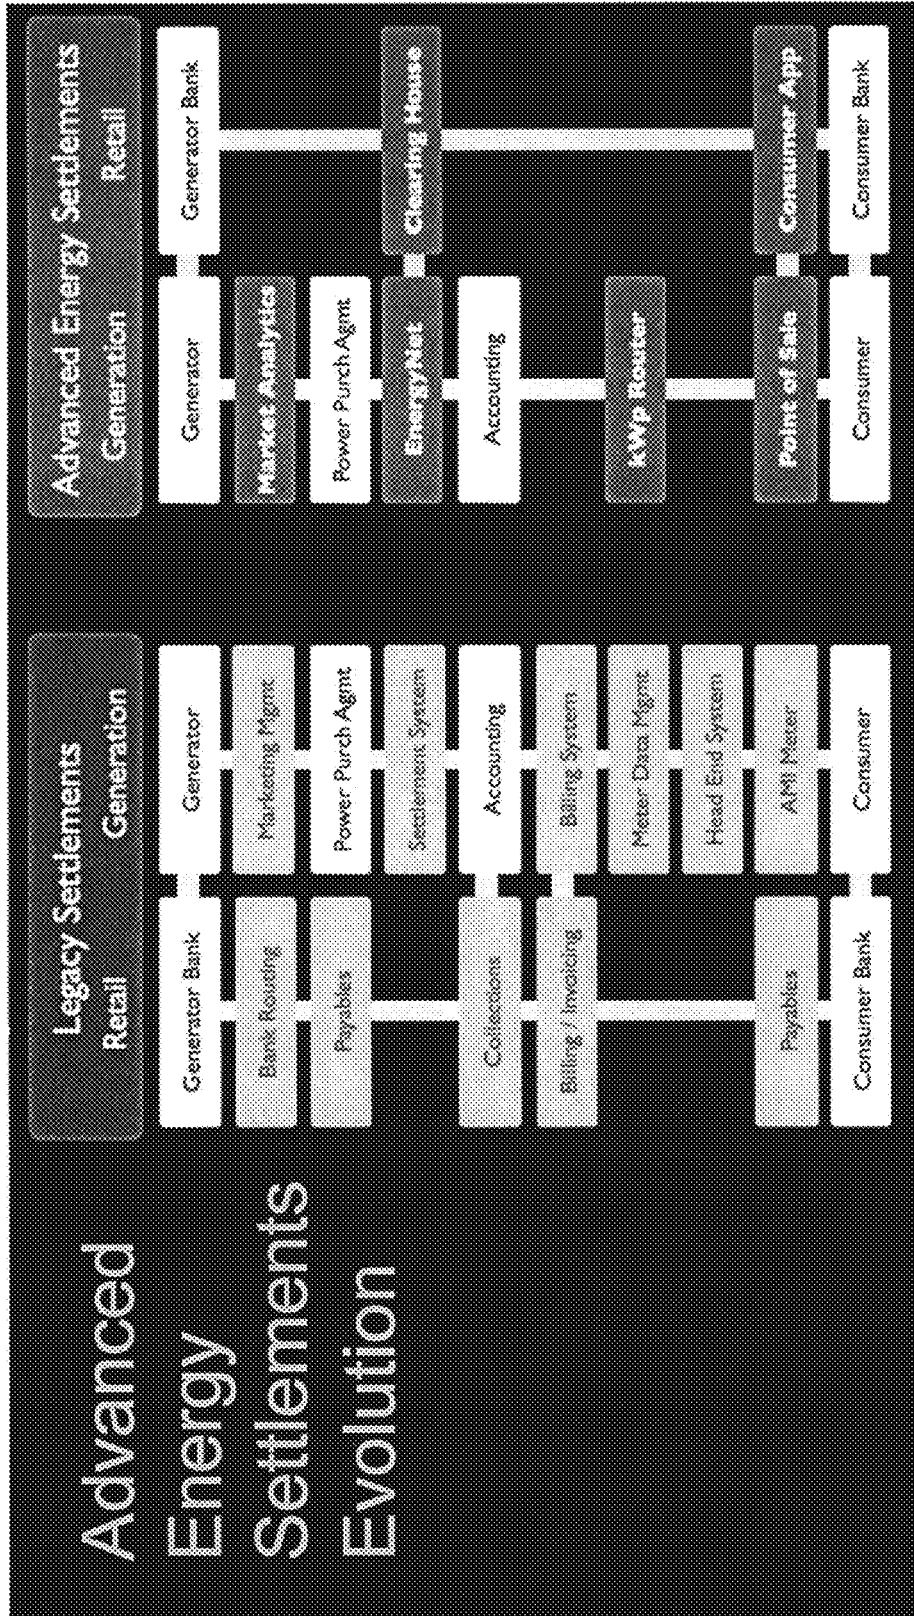 Advanced
Energy
Settlements
Evolution
Legacy Settlements
Retail Generation
Generator Bank Generator
Bank Routing Marketing Mgmt
Payables Power Purch Agmt
Settlement System
Collections Accounting
Billing / Invoicing Billing System
Meter Data Mgmt
Head End System
Payables AMI Meter
Consumer Bank Consumer
Advanced Energy Settlements
Generation Retail
Generator Generator Bank
Market Analytics
Power Purch Agmt
EnergyNet Clearing House
Accounting
kWp Router
Point of Sale Consumer App
Consumer Consumer Bank